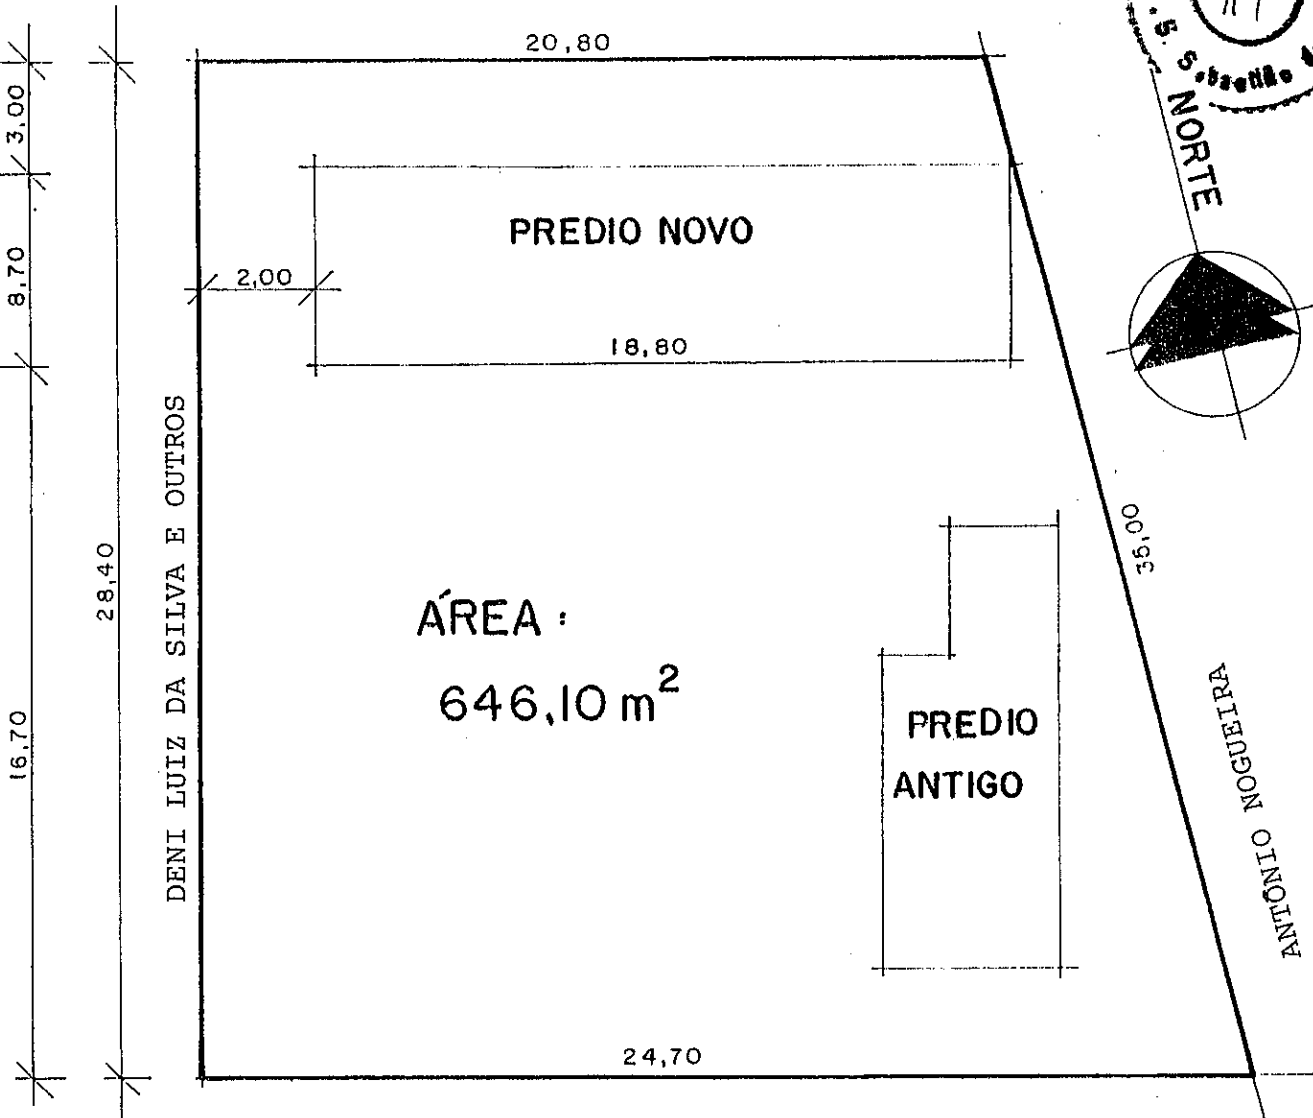 20,80
.S. S
NORTE
3,00
8,70
PREDIO NOVO
2,00
18,80
DENI LUIZ DA SILVA E OUTROS
28,40
16,70
ÁREA :
646,10 m²
35,00
PREDIO
ANTIGO
ANTÔNIO NOGUEIRA
24,70